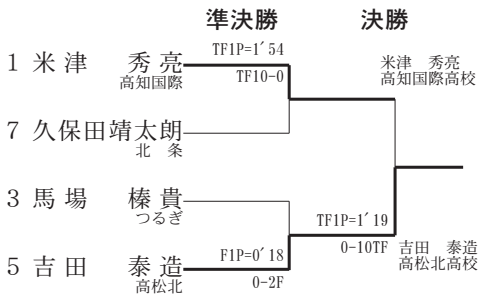 準決勝 決勝
1 米津 秀亮
高知国際
TF1P=1´54
TF10-0
米津 秀亮
高知国際高校
7 久保田靖太朗
北 条
3 馬場 榛貴
つるぎ
TF1P=1´19
0-10TF
吉田 泰造
高松北高校
5 吉田 泰造
高松北
F1P=0´18
0-2F